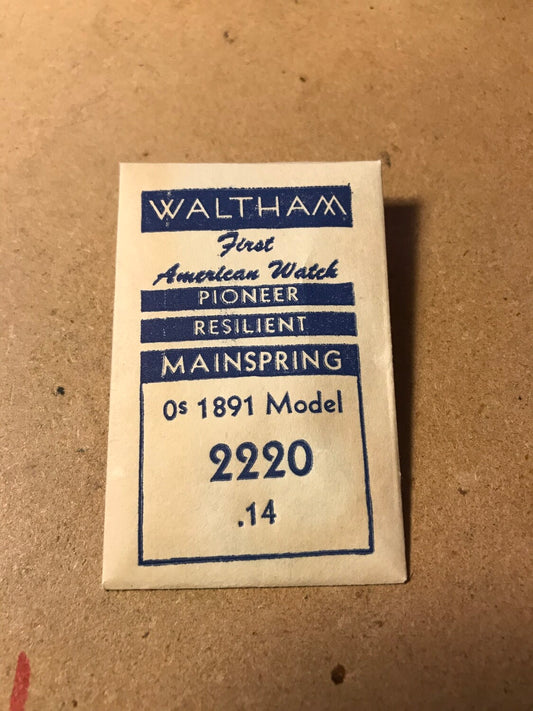 WALTHAM
First
American Watch
PIONEER
RESILIENT
MAINSPRING
0s 1891 Model
2220
.14